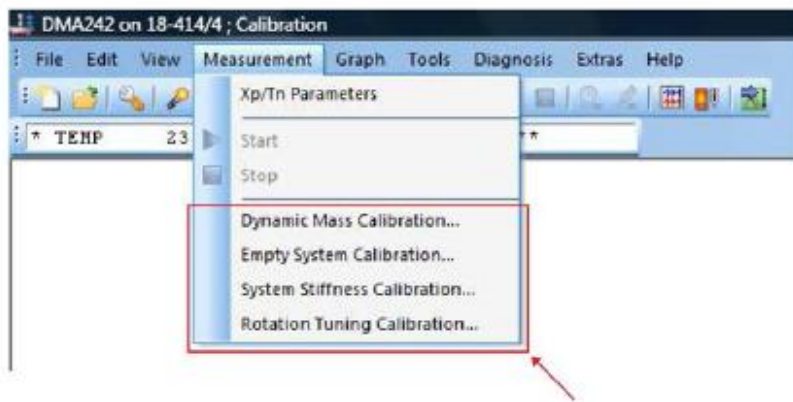 DMA242 on 18-414/4 ; Calibration
File Edit View Measurement Graph Tools Diagnosis Extras Help
Xp/Tn Parameters
* TEMP 23 **
Start
Stop
Dynamic Mass Calibration...
Empty System Calibration...
System Stiffness Calibration...
Rotation Tuning Calibration...